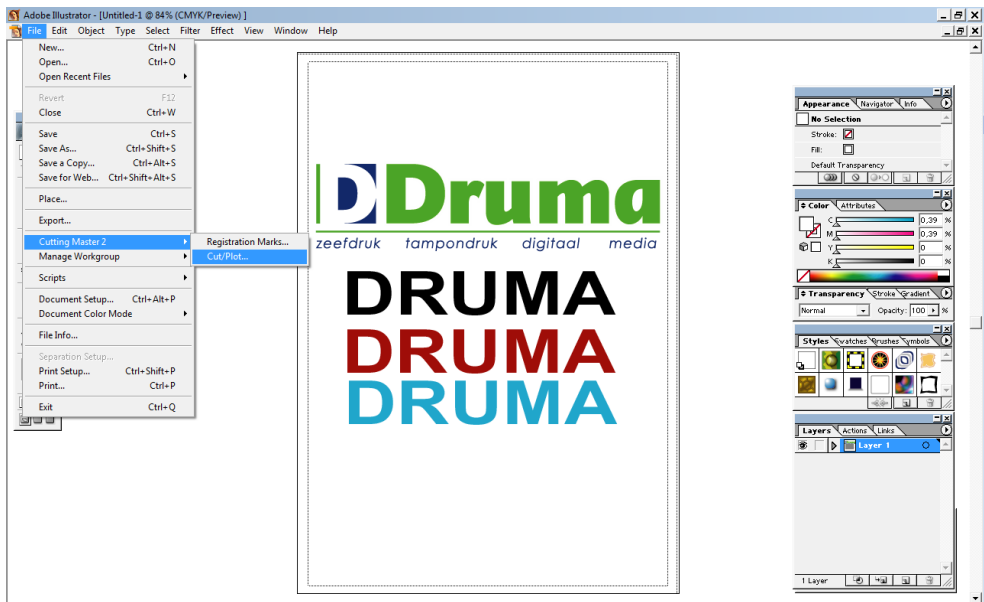 Adobe Illustrator - [Untitled-1 @ 84% (CMYK/Preview) ]
File Edit Object Type Select Filter Effect View Window Help
New... Ctrl+N
Open... Ctrl+O
Open Recent Files
Revert F12
Close Ctrl+W
Save Ctrl+S
Save As... Ctrl+Shift+S
Save a Copy... Ctrl+Alt+S
Save for Web... Ctrl+Shift+Alt+S
Place...
Export...
Cutting Master 2
Manage Workgroup
Scripts
Document Setup... Ctrl+Alt+P
Document Color Mode
File Info...
Separation Setup...
Print Setup... Ctrl+Shift+P
Print... Ctrl+P
Exit Ctrl+Q
Registration Marks...
Cut/Plot...
D Druma
zeefdruk tampondruk digitaal media
DRUMA
DRUMA
DRUMA
Appearance Navigator Info
No Selection
Stroke:
Fill:
Default Transparency
Color Attributes
C 0,39 %
M 0,39 %
Y 0 %
K 0 %
Transparency Stroke Gradient
Normal Opacity: 100 %
Styles Swatches Brushes Symbols
Layers Actions Links
Layer 1
1 Layer